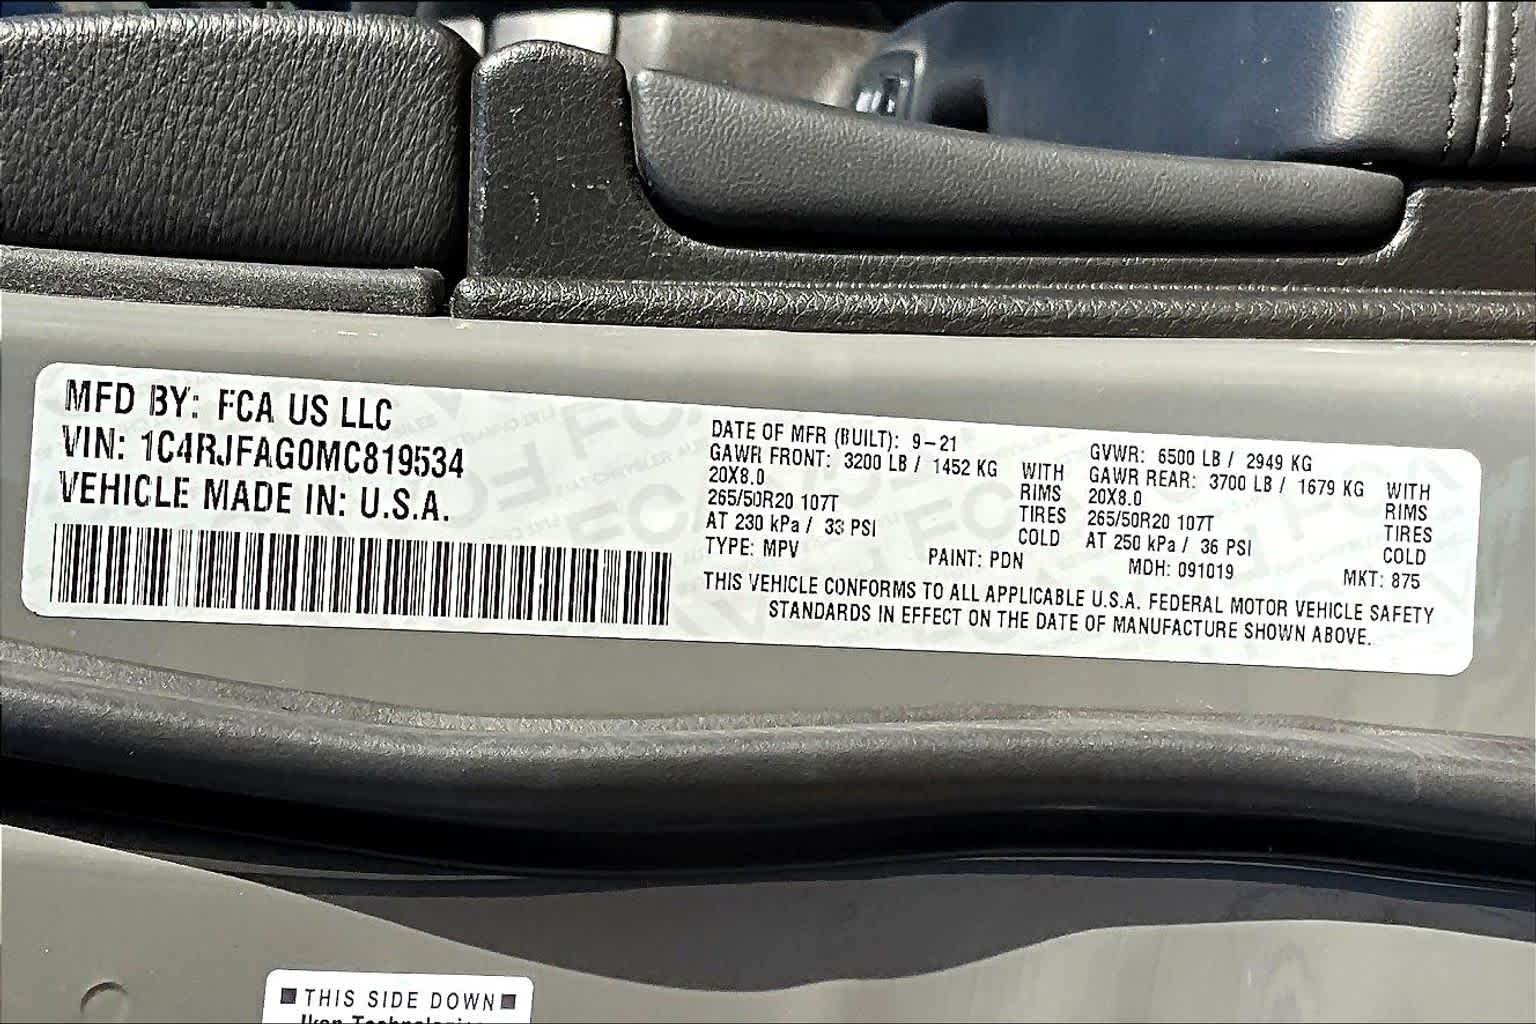 MFD BY: FCA US LLC
VIN: 1C4RJFAG0MC819534
VEHICLE MADE IN: U.S.A.
DATE OF MFR (BUILT): 9-21
GAWR FRONT: 3200 LB / 1452 KG WITH
20X8.0 RIMS
265/50R20 107T TIRES
AT 230 kPa / 33 PSI COLD
GVWR: 6500 LB / 2949 KG
GAWR REAR: 3700 LB / 1679 KG WITH
20X8.0 RIMS
265/50R20 107T TIRES
AT 250 kPa / 36 PSI COLD
TYPE: MPV PAINT: PDN MDH: 091019 MKT: 875
THIS VEHICLE CONFORMS TO ALL APPLICABLE U.S.A. FEDERAL MOTOR VEHICLE SAFETY
STANDARDS IN EFFECT ON THE DATE OF MANUFACTURE SHOWN ABOVE.
THIS SIDE DOWN